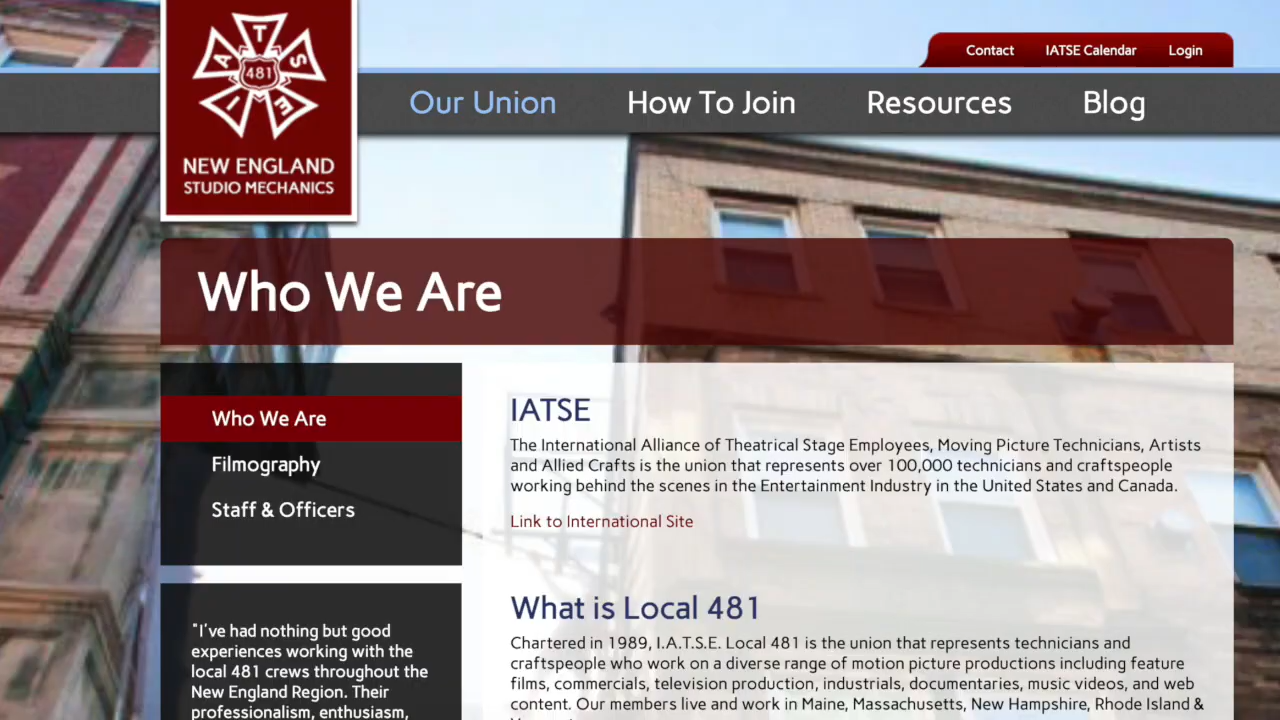 I A T S E
481
NEW ENGLAND
STUDIO MECHANICS
Contact
IATSE Calendar
Login
Our Union
How To Join
Resources
Blog
Who We Are
Who We Are
Filmography
Staff & Officers
"I've had nothing but good
experiences working with the
local 481 crews throughout the
New England Region. Their
professionalism, enthusiasm,
IATSE
The International Alliance of Theatrical Stage Employees, Moving Picture Technicians, Artists
and Allied Crafts is the union that represents over 100,000 technicians and craftspeople
working behind the scenes in the Entertainment Industry in the United States and Canada.
Link to International Site
What is Local 481
Chartered in 1989, I.A.T.S.E. Local 481 is the union that represents technicians and
craftspeople who work on a diverse range of motion picture productions including feature
films, commercials, television production, industrials, documentaries, music videos, and web
content. Our members live and work in Maine, Massachusetts, New Hampshire, Rhode Island &